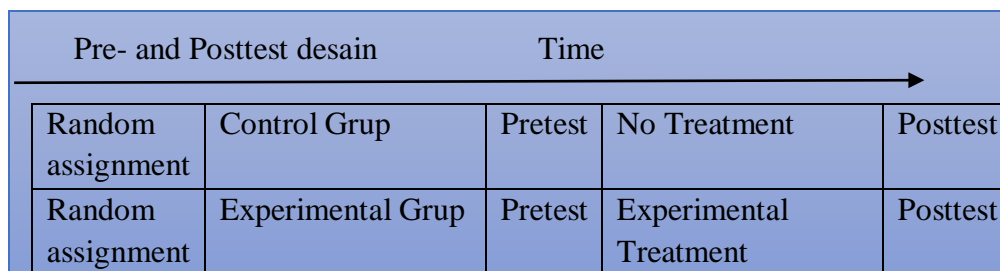 Pre- and Posttest desain Time
Random assignment Control Grup Pretest No Treatment Posttest
Random assignment Experimental Grup Pretest Experimental Treatment Posttest